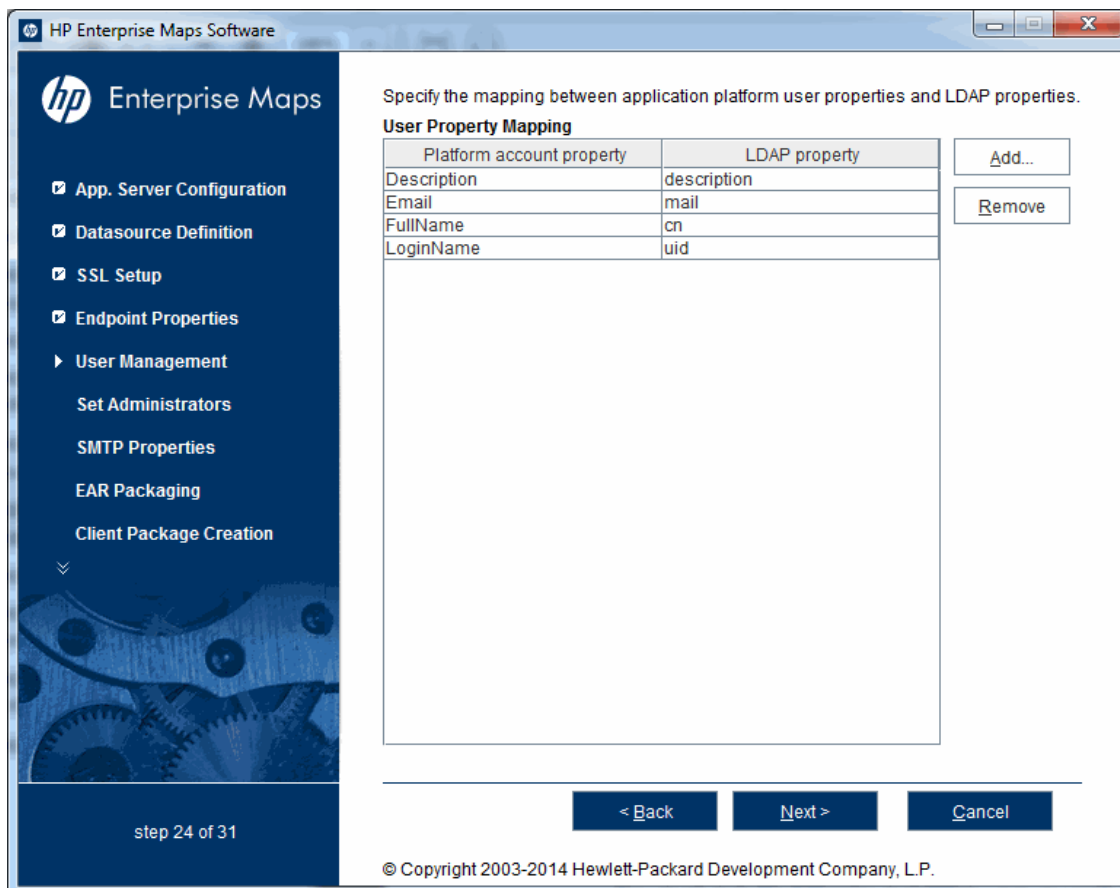 HP Enterprise Maps Software
hp Enterprise Maps
App. Server Configuration
Datasource Definition
SSL Setup
Endpoint Properties
User Management
Set Administrators
SMTP Properties
EAR Packaging
Client Package Creation
step 24 of 31
Specify the mapping between application platform user properties and LDAP properties.
User Property Mapping
Platform account property LDAP property
Description description
Email mail
FullName cn
LoginName uid
Add...
Remove
< Back Next > Cancel
© Copyright 2003-2014 Hewlett-Packard Development Company, L.P.